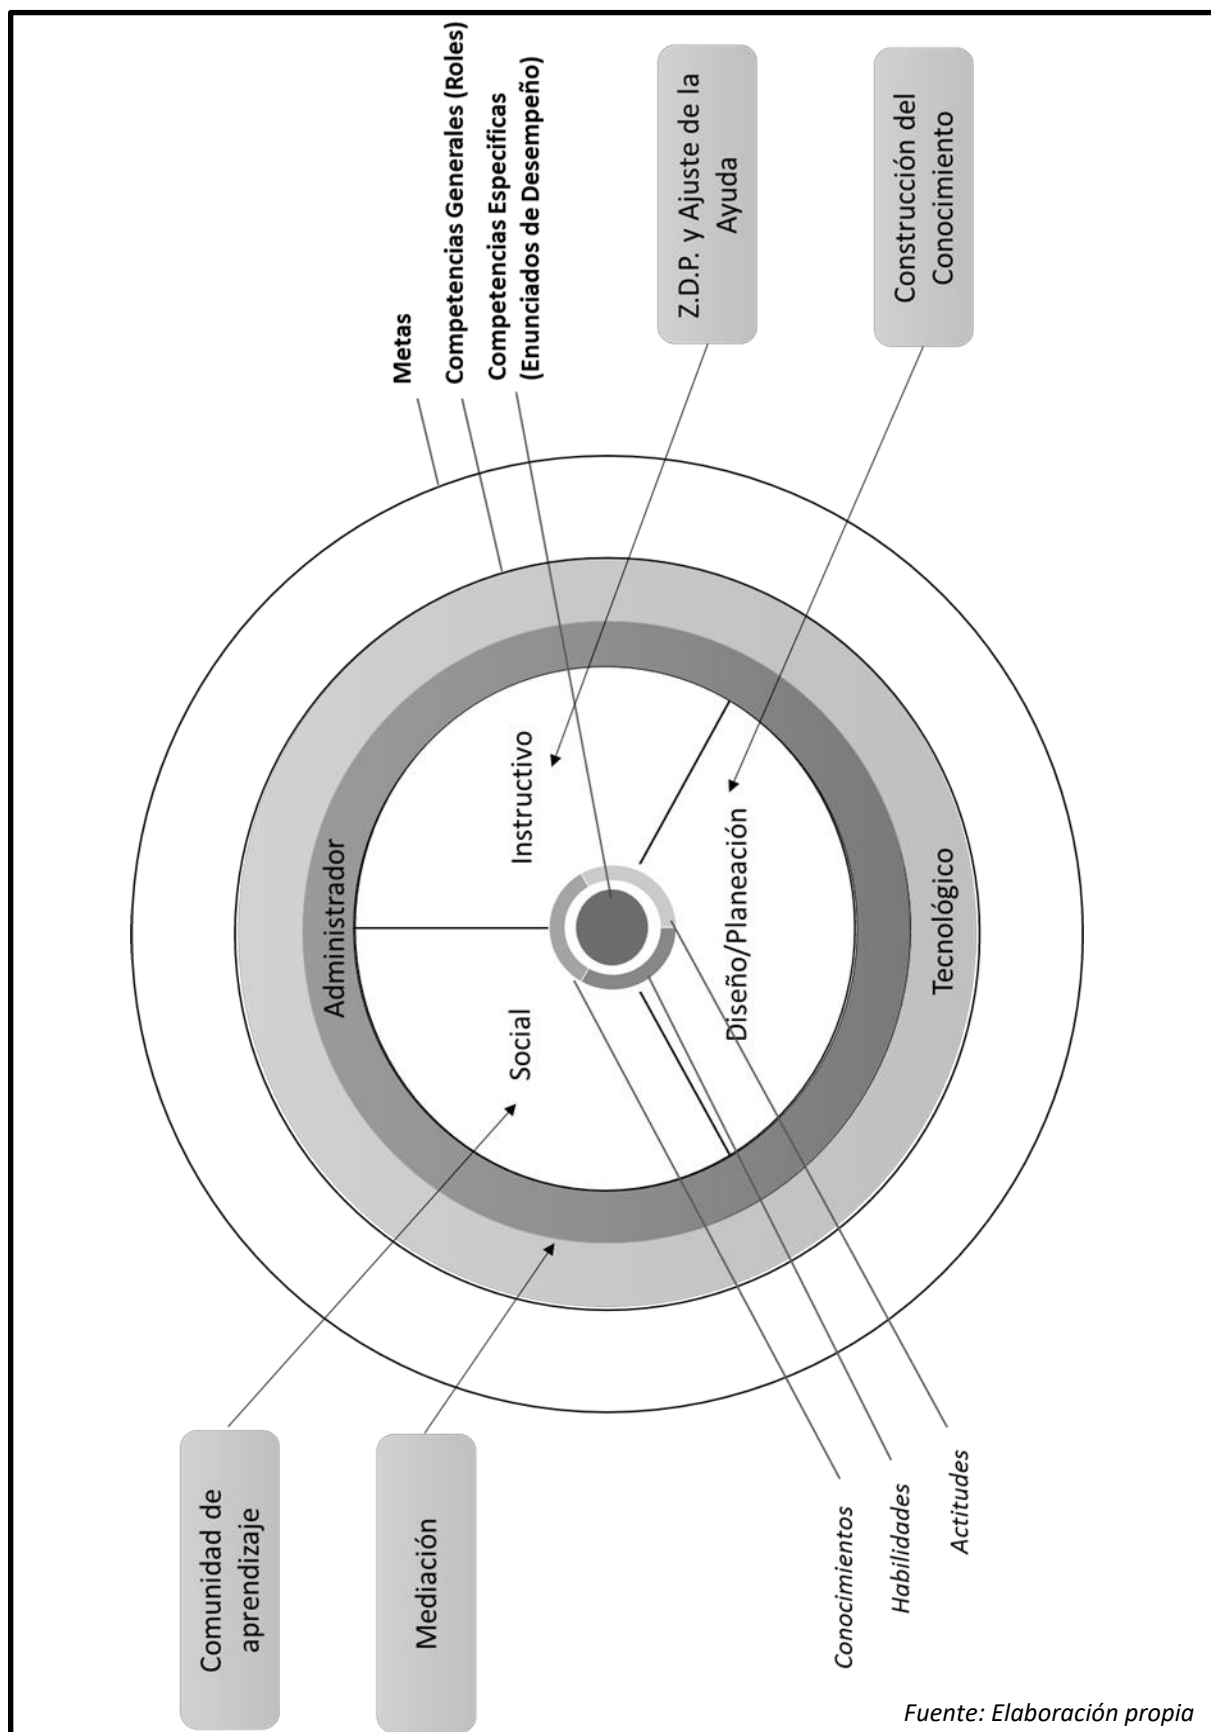 Metas
Competencias Generales (Roles)
Competencias Específicas
(Enunciados de Desempeño)
Comunidad de
aprendizaje
Mediación
Z.D.P. y Ajuste de la
Ayuda
Construcción del
Conocimiento
Administrador
Social
Instructivo
Diseño/Planeación
Tecnológico
Conocimientos
Habilidades
Actitudes
Fuente: Elaboración propia